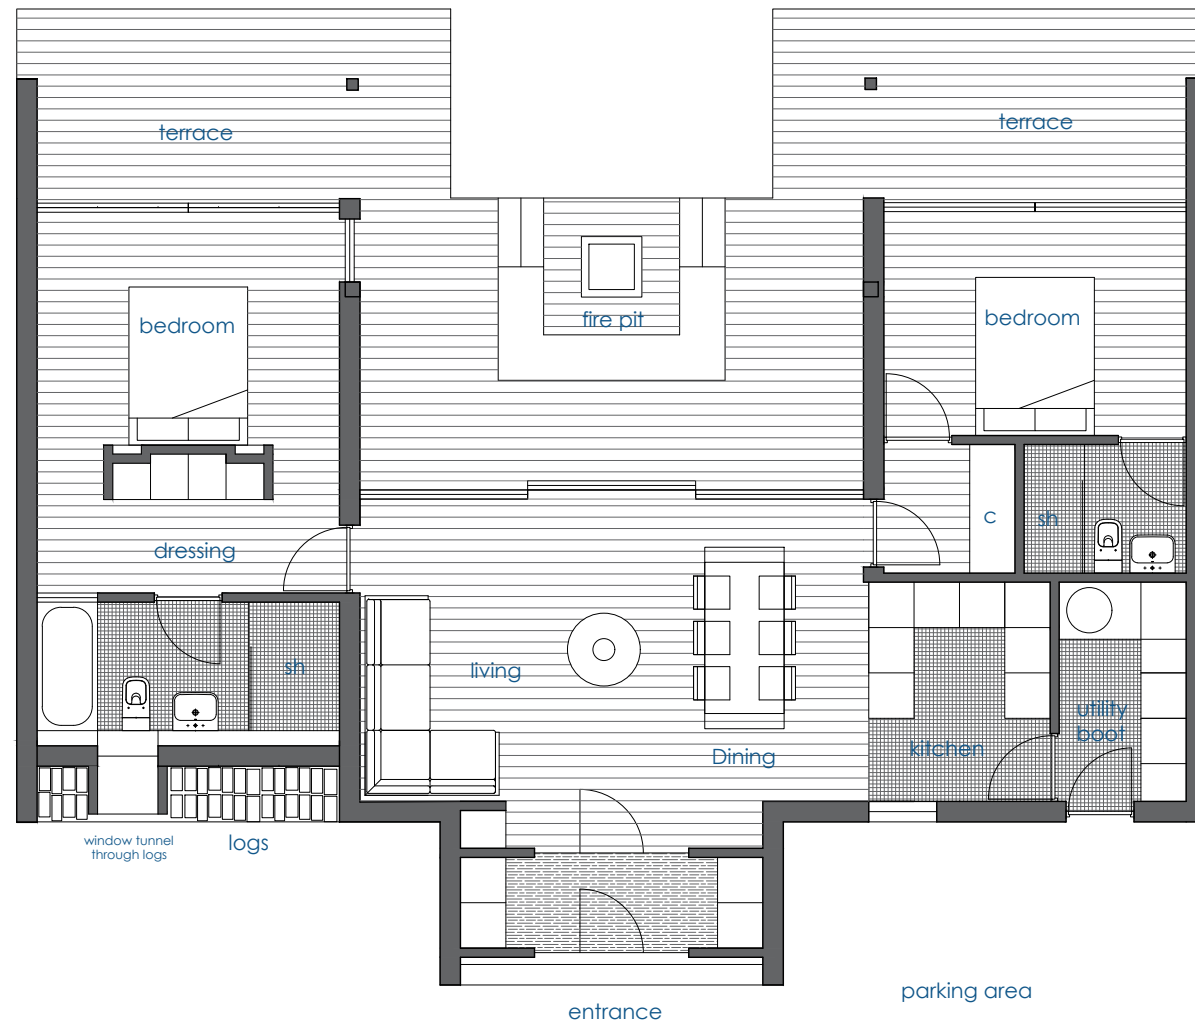 terrace
terrace
bedroom
fire pit
bedroom
c
sh
dressing
living
sh
utility
boot
Dining
kitchen
window tunnel
through logs
logs
parking area
entrance